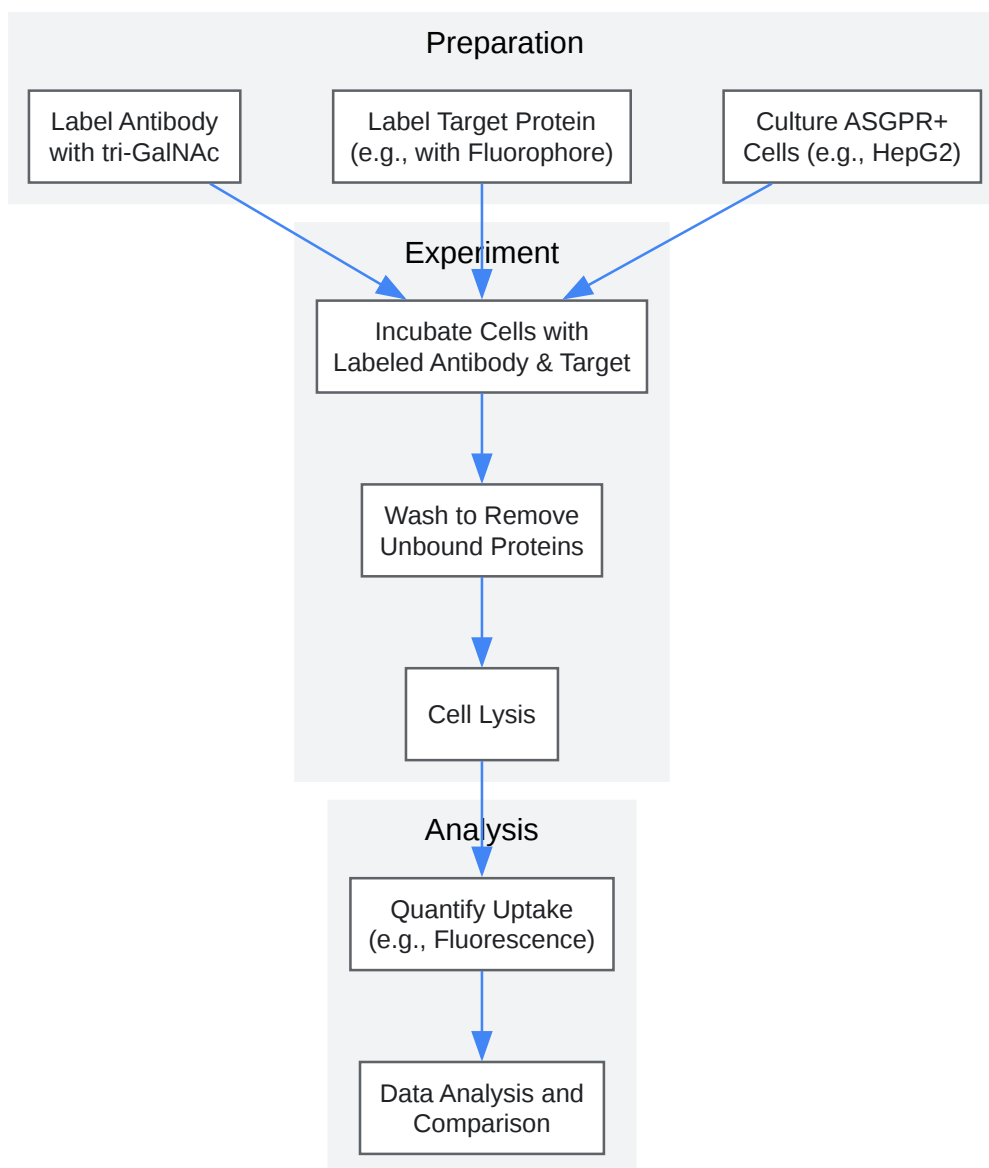 Preparation
Label Antibody
with tri-GalNAc
Label Target Protein
(e.g., with Fluorophore)
Culture ASGPR+
Cells (e.g., HepG2)
Experiment
Incubate Cells with
Labeled Antibody & Target
Wash to Remove
Unbound Proteins
Cell Lysis
Analysis
Quantify Uptake
(e.g., Fluorescence)
Data Analysis and
Comparison